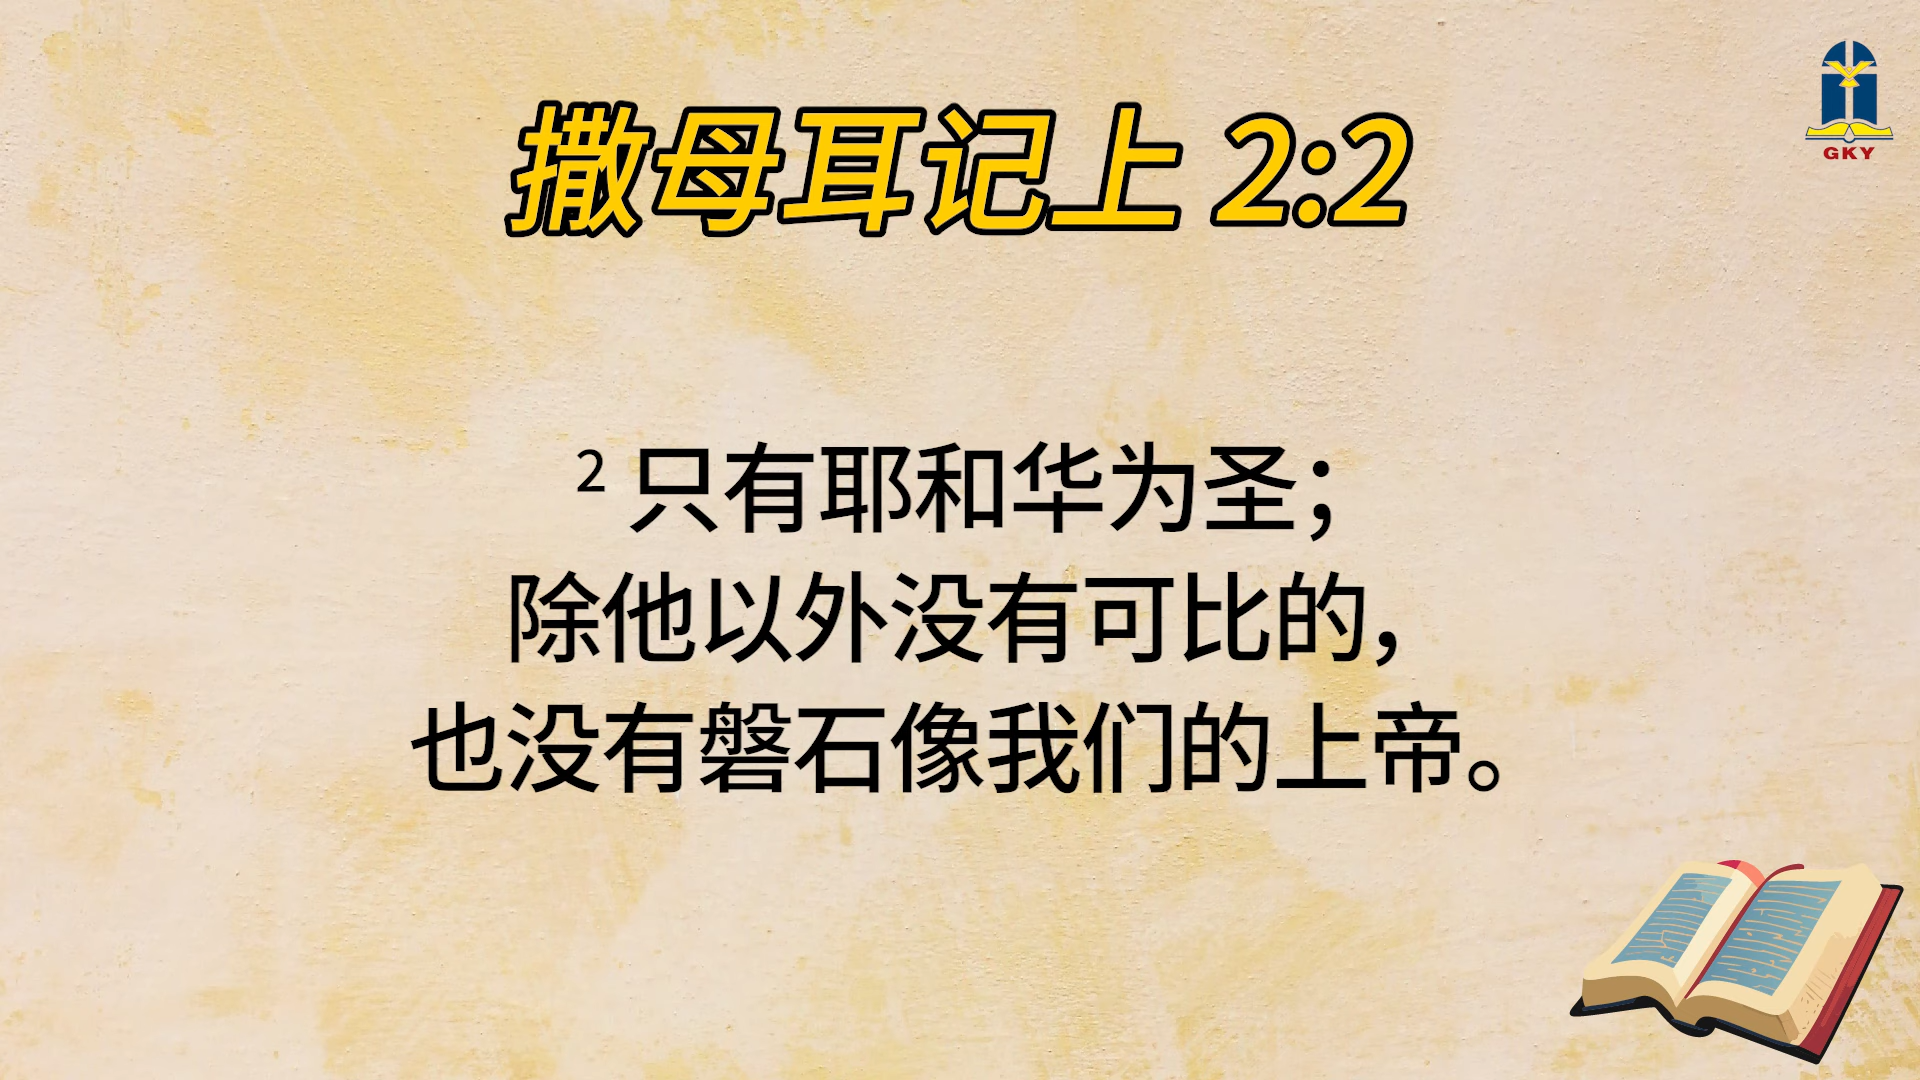 撒母耳记上 2:2
GKY
2 只有耶和华为圣；
除他以外没有可比的，
也没有磐石像我们的上帝。